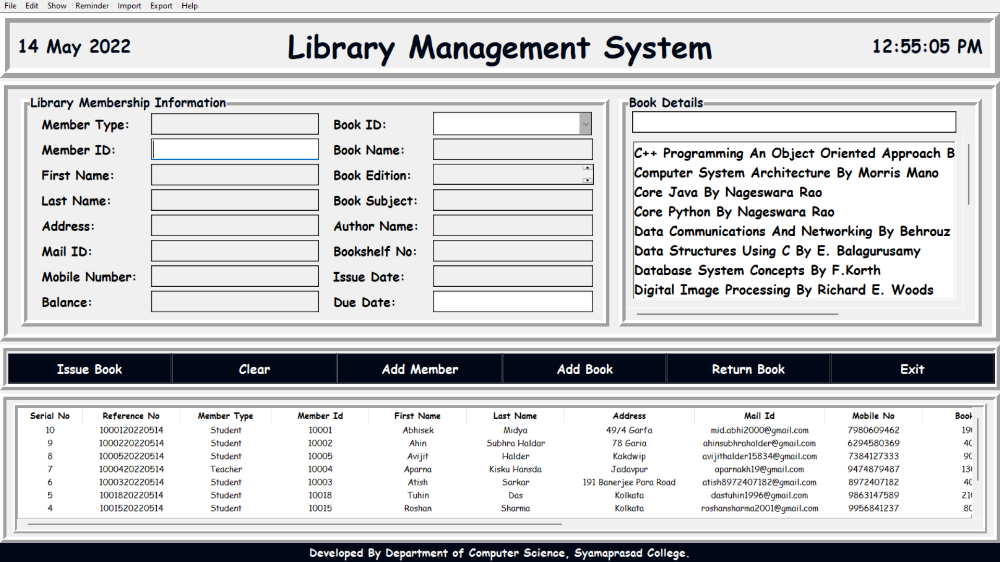 File Edit Show Reminder Import Export Help
14 May 2022 Library Management System 12:55:05 PM
Library Membership Information
Member Type:
Member ID:
First Name:
Last Name:
Address:
Mail ID:
Mobile Number:
Balance:
Book ID:
Book Name:
Book Edition:
Book Subject:
Author Name:
Bookshelf No:
Issue Date:
Due Date:
Book Details
C++ Programming An Object Oriented Approach B
Computer System Architecture By Morris Mano
Core Java By Nageswara Rao
Core Python By Nageswara Rao
Data Communications And Networking By Behrouz
Data Structures Using C By E. Balagurusamy
Database System Concepts By F.Korth
Digital Image Processing By Richard E. Woods
Issue Book Clear Add Member Add Book Return Book Exit
Serial No Reference No Member Type Member Id First Name Last Name Address Mail Id Mobile No Book
10 1000120220514 Student 10001 Abhisek Midya 49/4 Garfa mid.abhi2000@gmail.com 7980609462
9 1000220220514 Student 10002 Ahin Subhra Haldar 78 Garia ahinsubhrahalder@gmail.com 6294580369
8 1000520220514 Student 10005 Avijit Halder Kakdwip avijithalder15834@gmail.com 7384127333
7 1000420220514 Teacher 10004 Aparna Kisku Hansda Jadavpur aparnakh19@gmail.com 9474879487
6 1000320220514 Student 10003 Atish Sarkar 191 Banerjee Para Road atish8972407182@gmail.com 8972407182
5 1001820220514 Student 10018 Tuhin Das Kolkata dastuhin1996@gmail.com 9863147589
4 1001520220514 Student 10015 Roshan Sharma Kolkata roshansharma2001@gmail.com 9956841237
Developed By Department of Computer Science, Syamaprasad College.